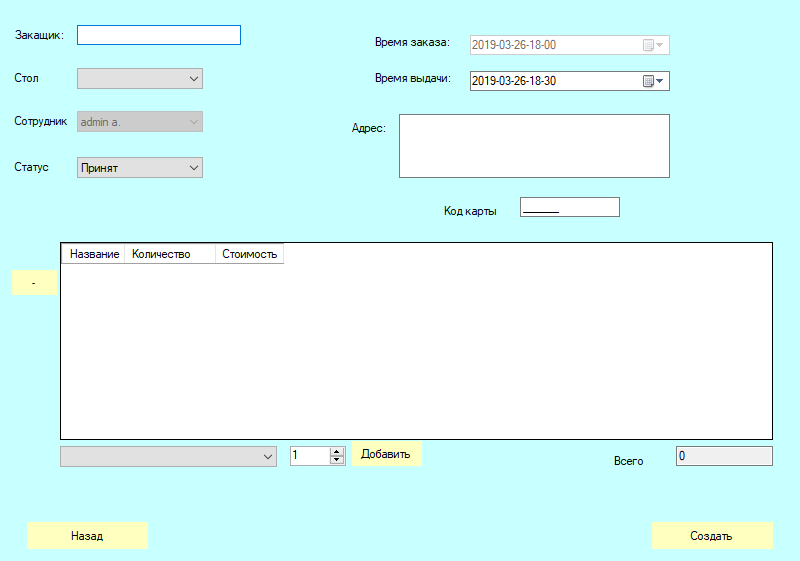 Закащик:
Время заказа: 2019-03-26-18-00
Стол
Время выдачи: 2019-03-26-18-30
Сотрудник admin a.
Адрес:
Статус Принят
Код карты ______
Название Количество Стоимость
-
1 Добавить
Всего 0
Назад
Создать